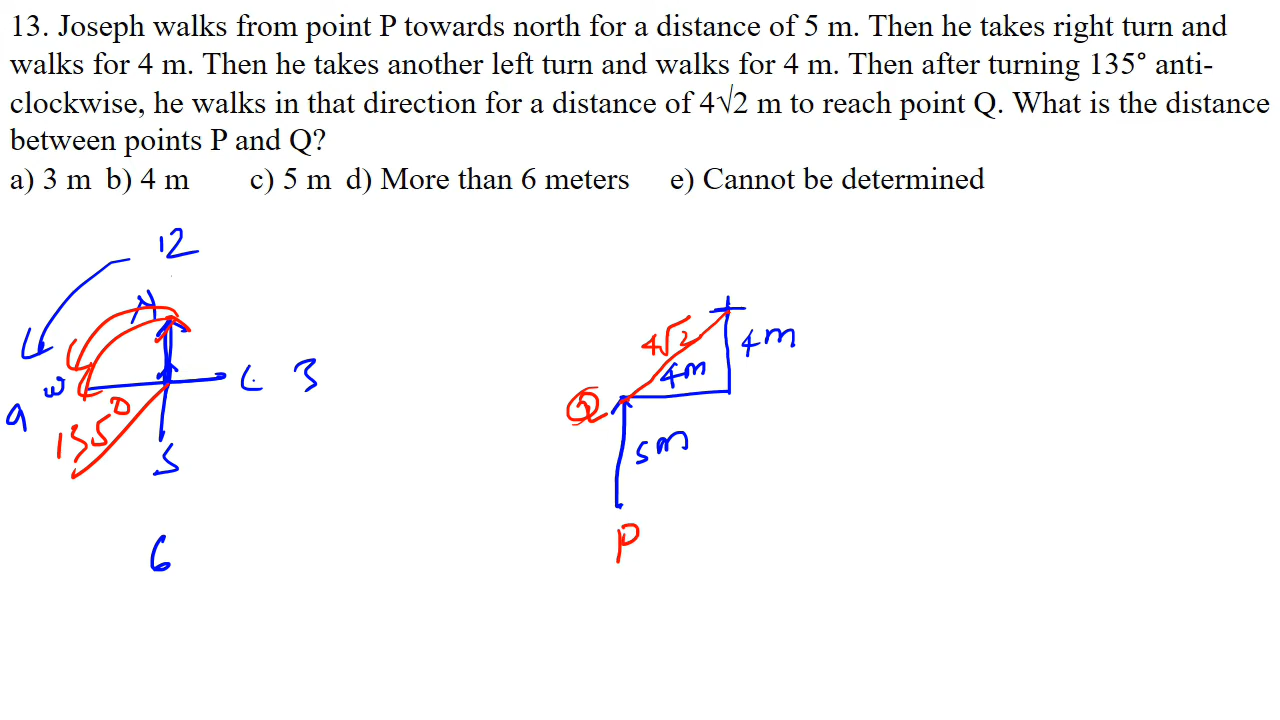 13. Joseph walks from point P towards north for a distance of 5 m. Then he takes right turn and
walks for 4 m. Then he takes another left turn and walks for 4 m. Then after turning 135° anti-
clockwise, he walks in that direction for a distance of 4√2 m to reach point Q. What is the distance
between points P and Q?
a) 3 m b) 4 m c) 5 m d) More than 6 meters e) Cannot be determined
12
N
W
3
9
135°
S
6
4√2
4m
4m
Q
5m
P